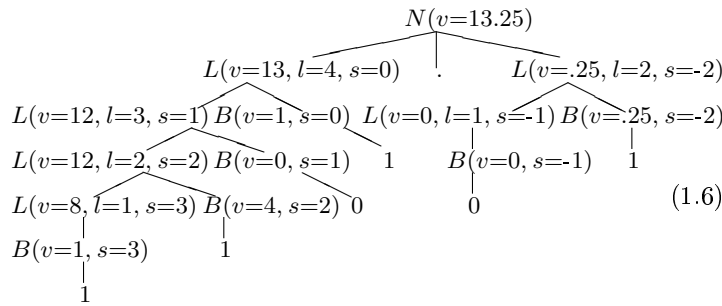 N(v=13.25)
L(v=13, l=4, s=0) . L(v=.25, l=2, s=-2)
L(v=12, l=3, s=1) B(v=1, s=0) L(v=0, l=1, s=-1) B(v=.25, s=-2)
L(v=12, l=2, s=2) B(v=0, s=1) 1 B(v=0, s=-1) 1
L(v=8, l=1, s=3) B(v=4, s=2) 0 0 (1.6)
B(v=1, s=3) 1
1